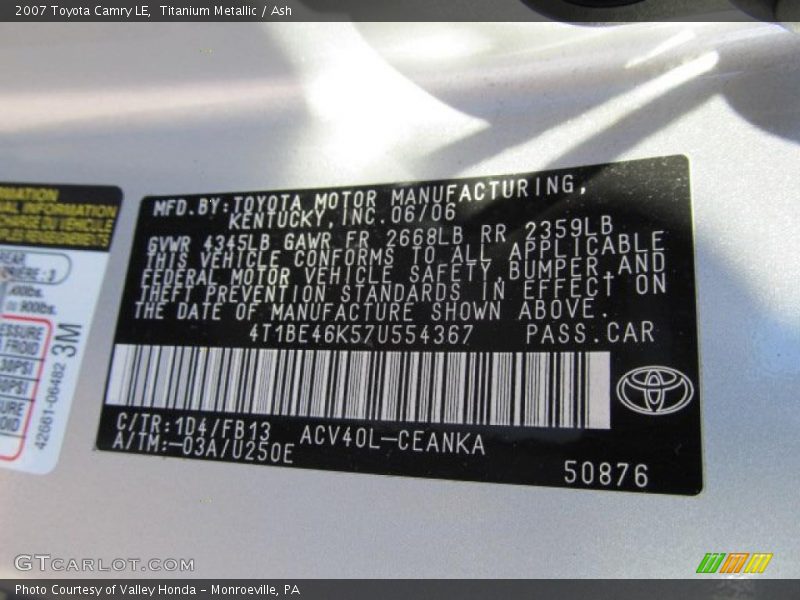 2007 Toyota Camry LE, Titanium Metallic / Ash
MFD.BY:TOYOTA MOTOR MANUFACTURING,
KENTUCKY,INC.06/06
GVWR 4345LB GAWR FR 2668LB RR 2359LB
THIS VEHICLE CONFORMS TO ALL APPLICABLE
FEDERAL MOTOR VEHICLE SAFETY,BUMPER,AND
THEFT PREVENTION STANDARDS IN EFFECT ON
THE DATE OF MANUFACTURE SHOWN ABOVE.
4T1BE46K57U554367 PASS.CAR
C/TR:1D4/FB13 ACV40L-CEANKA
A/TM:-03A/U250E
50876
3M
42661-06482
GTCARLOT.COM
Photo Courtesy of Valley Honda - Monroeville, PA